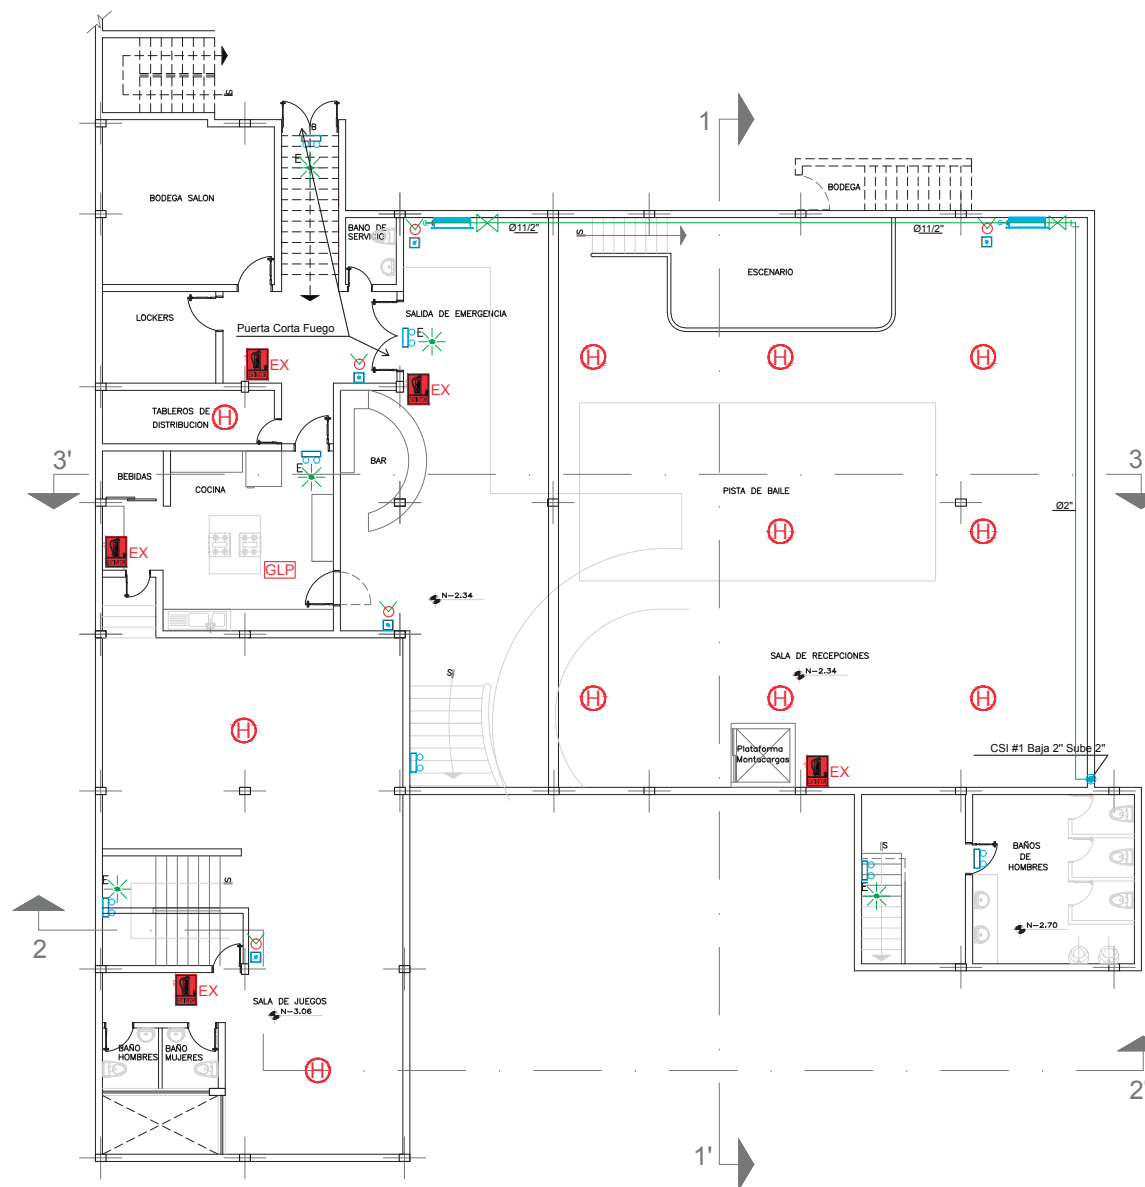 S
1
B
E
BODEGA SALON
BODEGA
BAÑO DE
SERVICIO
Ø11/2"
S
Ø11/2"
ESCENARIO
LOCKERS
SALIDA DE EMERGENCIA
Puerta Corta Fuego
E
H
H
H
EX
EX
TABLEROS DE
DISTRIBUCION
H
3'
BAR
3
BEBIDAS
COCINA
E
PISTA DE BAILE
Ø2"
EX
GLP
H
H
N-2.34
SALA DE RECEPCIONES
N-2.34
S
H
H
H
H
Plataforma
Montacargas
EX
CSI #1 Baja 2" Sube 2"
S
BAÑOS
DE
HOMBRES
E
S
E
N-2.70
2
EX
SALA DE JUEGOS
N-3.06
BAÑO
HOMBRES
BAÑO
MUJERES
H
2'
1'